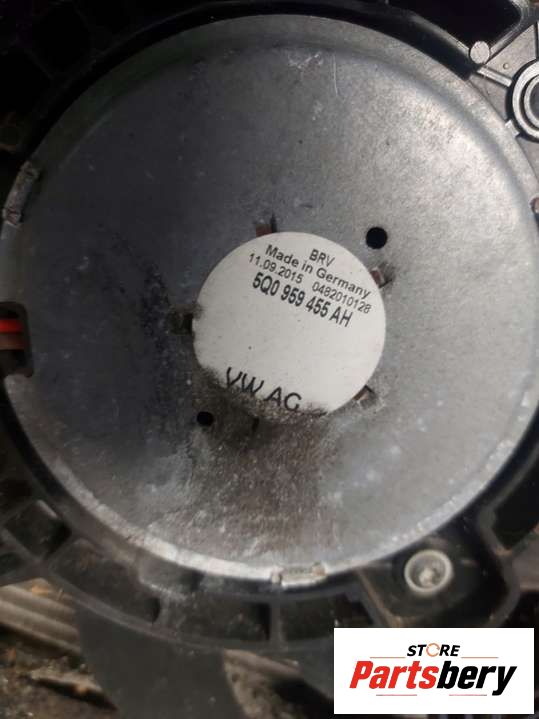 BRV
Made in Germany
11.09.2015 0482010128
5Q0 959 455 AH
VW AG
STORE
Partsbery